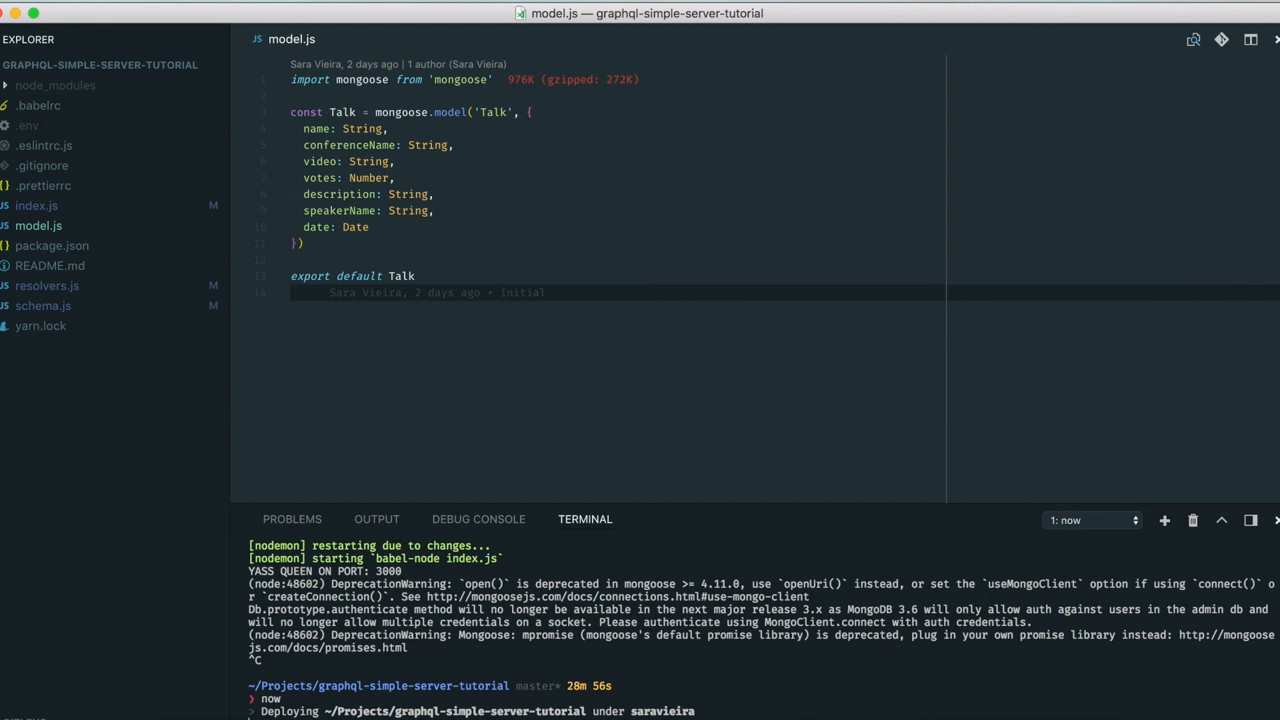 model.js — graphql-simple-server-tutorial
EXPLORER
GRAPHQL-SIMPLE-SERVER-TUTORIAL
node_modules
.babelrc
.env
.eslintrc.js
.gitignore
{} .prettierrc
JS index.js M
JS model.js
{} package.json
README.md
JS resolvers.js M
JS schema.js M
yarn.lock
JS model.js
Sara Vieira, 2 days ago | 1 author (Sara Vieira)
1 import mongoose from 'mongoose' 976K (gzipped: 272K)
2
3 const Talk = mongoose.model('Talk', {
4 name: String,
5 conferenceName: String,
6 video: String,
7 votes: Number,
8 description: String,
9 speakerName: String,
10 date: Date
11 })
12
13 export default Talk
14 Sara Vieira, 2 days ago • initial
PROBLEMS OUTPUT DEBUG CONSOLE TERMINAL 1: now
[nodemon] restarting due to changes...
[nodemon] starting `babel-node index.js`
YASS QUEEN ON PORT: 3000
(node:48602) DeprecationWarning: `open()` is deprecated in mongoose >= 4.11.0, use `openUri()` instead, or set the `useMongoClient` option if using `connect()` o
r `createConnection()`. See http://mongoosejs.com/docs/connections.html#use-mongo-client
Db.prototype.authenticate method will no longer be available in the next major release 3.x as MongoDB 3.6 will only allow auth against users in the admin db and
will no longer allow multiple credentials on a socket. Please authenticate using MongoClient.connect with auth credentials.
(node:48602) DeprecationWarning: Mongoose: mpromise (mongoose's default promise library) is deprecated, plug in your own promise library instead: http://mongoose
js.com/docs/promises.html
^C
~/Projects/graphql-simple-server-tutorial master* 28m 56s
❯ now
> Deploying ~/Projects/graphql-simple-server-tutorial under saravieira